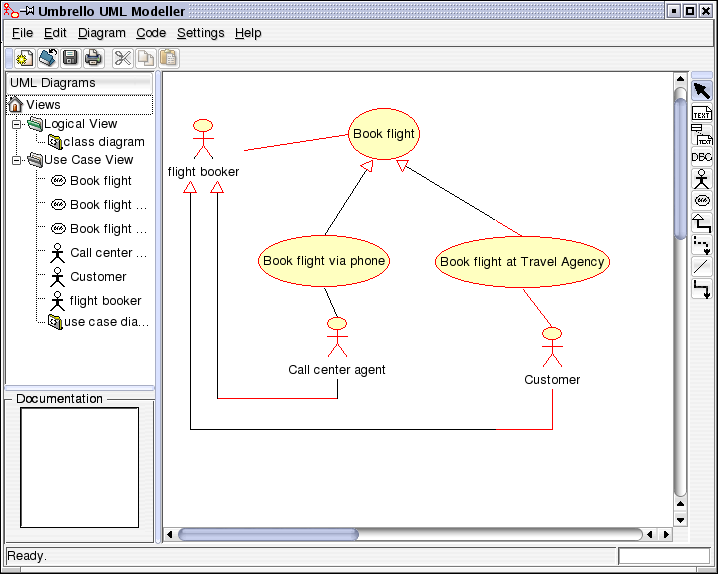 Umbrello UML Modeller
File Edit Diagram Code Settings Help
UML Diagrams
Views
Logical View
class diagram
Use Case View
Book flight
Book flight ...
Book flight ...
Call center ...
Customer
flight booker
use case dia...
Documentation
flight booker
Book flight
Book flight via phone
Book flight at Travel Agency
Call center agent
Customer
TEXT
TEXT
DBC
Ready.